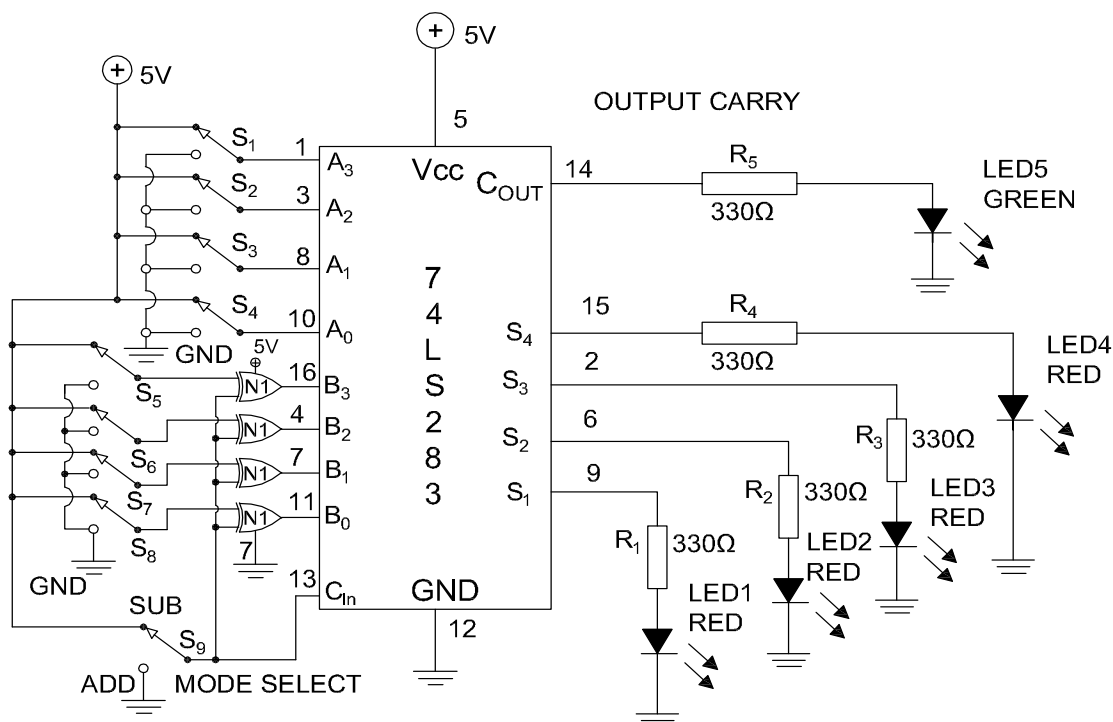 5V
5V
OUTPUT CARRY
5
S1
1
A3
VCC
COUT
14
R5
330Ω
LED5
GREEN
S2
3
A2
S3
8
A1
S4
10
A0
GND
7
4
L
S
2
8
3
S4
15
R4
330Ω
LED4
RED
5V
S5
N1
16
B3
S3
2
R3
330Ω
LED3
RED
S6
N1
4
B2
S2
6
R2
330Ω
LED2
RED
S7
N1
7
B1
S1
9
R1
330Ω
LED1
RED
S8
N1
11
B0
7
GND
13
CIn
GND
12
SUB
S9
ADD
MODE SELECT